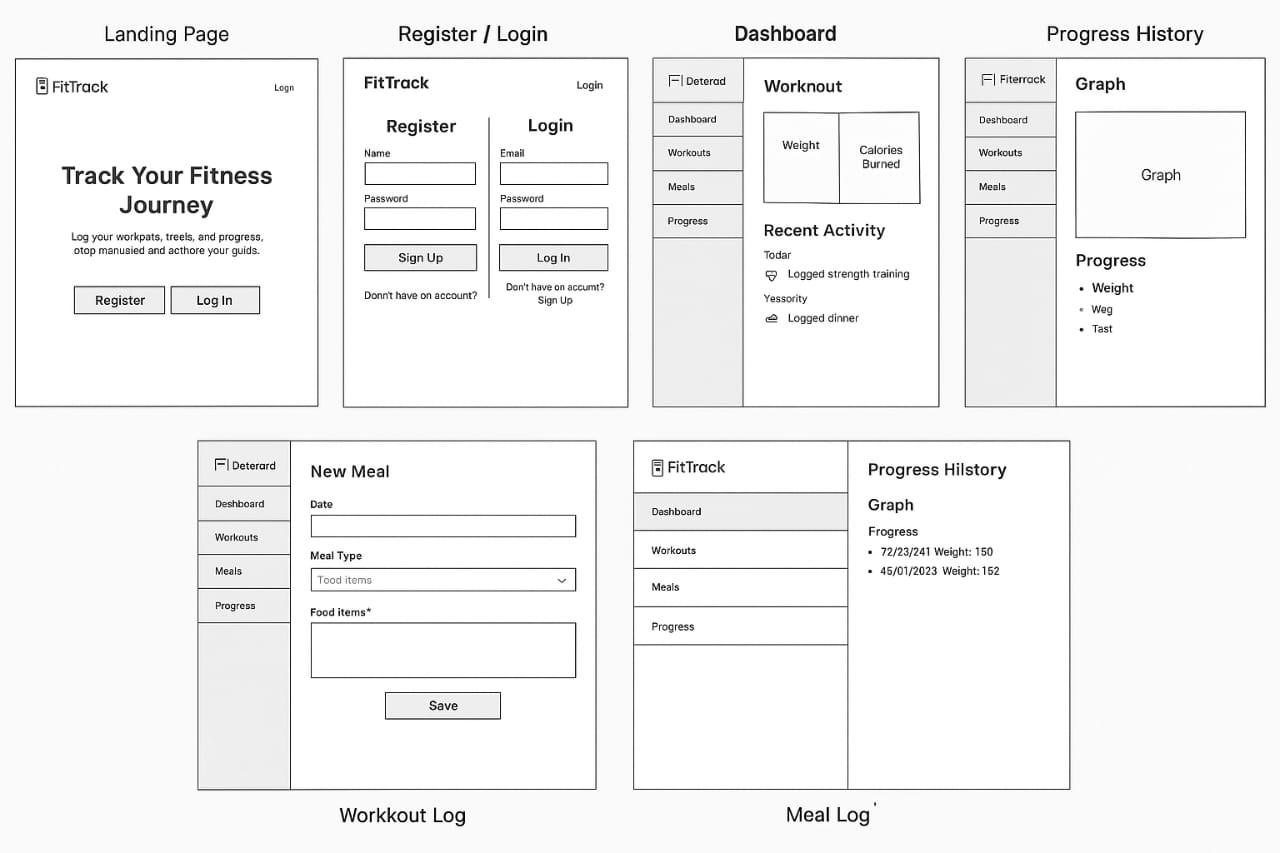 Landing Page
FitTrack
Logn
Track Your Fitness
Journey
Log your workpats, treels, and progress,
otop manuaied and acthore your guids.
Register
Log In
Register / Login
FitTrack
Login
Register
Name
Password
Sign Up
Donn't have on account?
Login
Email
Password
Log In
Don't have on accumt?
Sign Up
Dashboard
Deterad
Dashboard
Workouts
Meals
Progress
Worknout
Weight
Calories
Burned
Recent Activity
Todar
Logged strength training
Yessority
Logged dinner
Progress History
Fiterrack
Deshboard
Workouts
Meals
Progress
Graph
Graph
Progress
• Weight
• Weg
• Tast
Deterard
Deshboard
Workouts
Meals
Progress
New Meal
Date
Meal Type
Tood items
Food items*
Save
Workkout Log
FitTrack
Dashboard
Workouts
Meals
Progress
Progress Hilstory
Graph
Frogress
• 72/23/241 Weight: 150
• 45/01/2023 Weight: 152
Meal Log